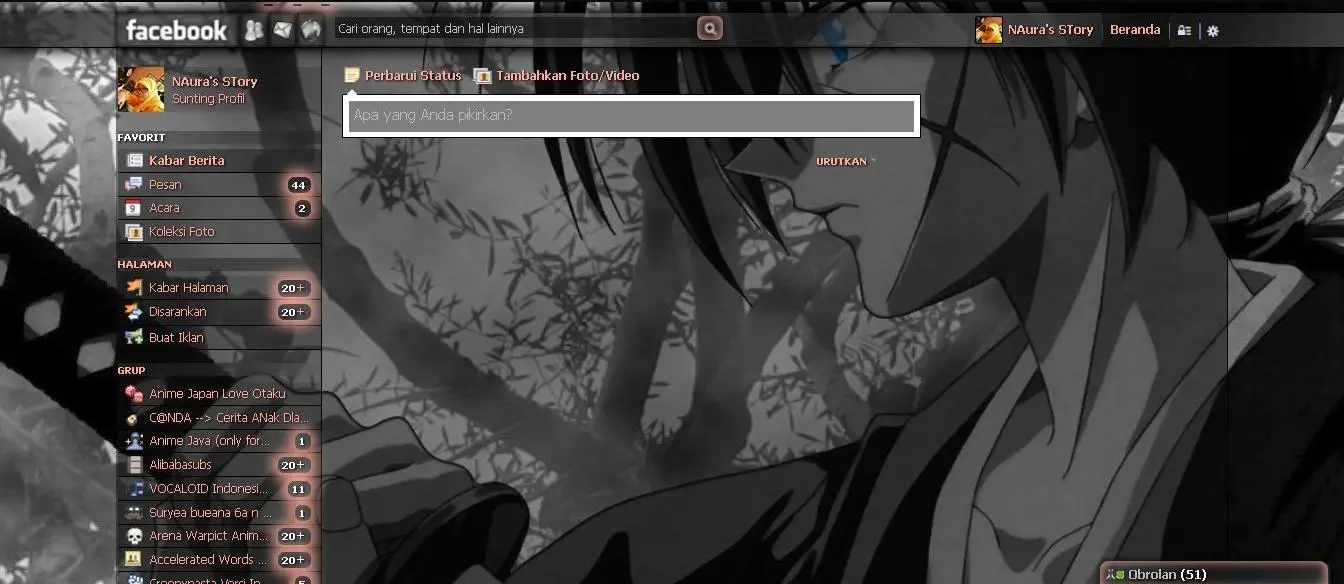 facebook
Cari orang, tempat dan hal lainnya
NAura's STory
Beranda
NAura's STory
Sunting Profil
Perbarui Status
Tambahkan Foto/Video
Apa yang Anda pikirkan?
URUTKAN
FAVORIT
Kabar Berita
Pesan 44
Acara 2
Koleksi Foto
HALAMAN
Kabar Halaman 20+
Disarankan 20+
Buat Iklan
GRUP
Anime Japan Love Otaku
C@NDA --> Cerita ANak Dla...
Anime Java (only for... 1
Alibabasubs 20+
VOCALOID Indonesi... 11
Suryea bueana 6a n ... 1
Arena Warpict Anim... 20+
Accelerated Words ... 20+
Creepypasta Versi In... 5
Obrolan (51)